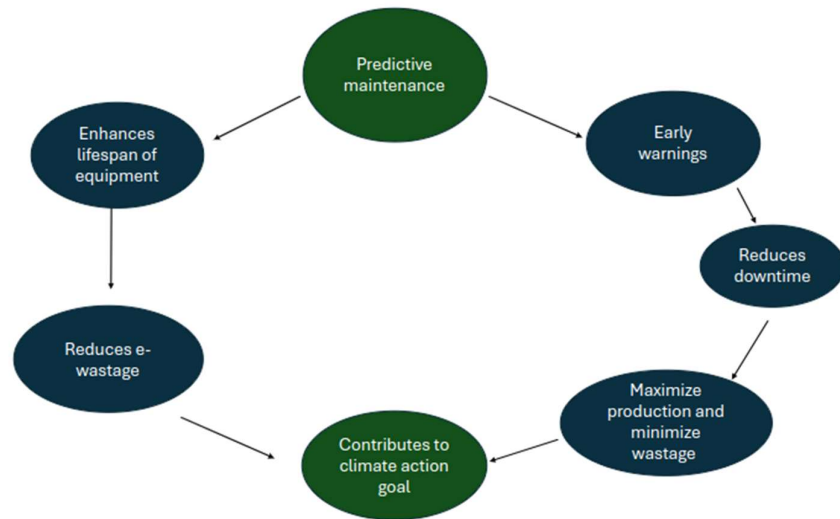 Predictive
maintenance
Enhances
lifespan of
equipment
Early
warnings
Reduces
downtime
Reduces e-
wastage
Maximize
production and
minimize
wastage
Contributes to
climate action
goal